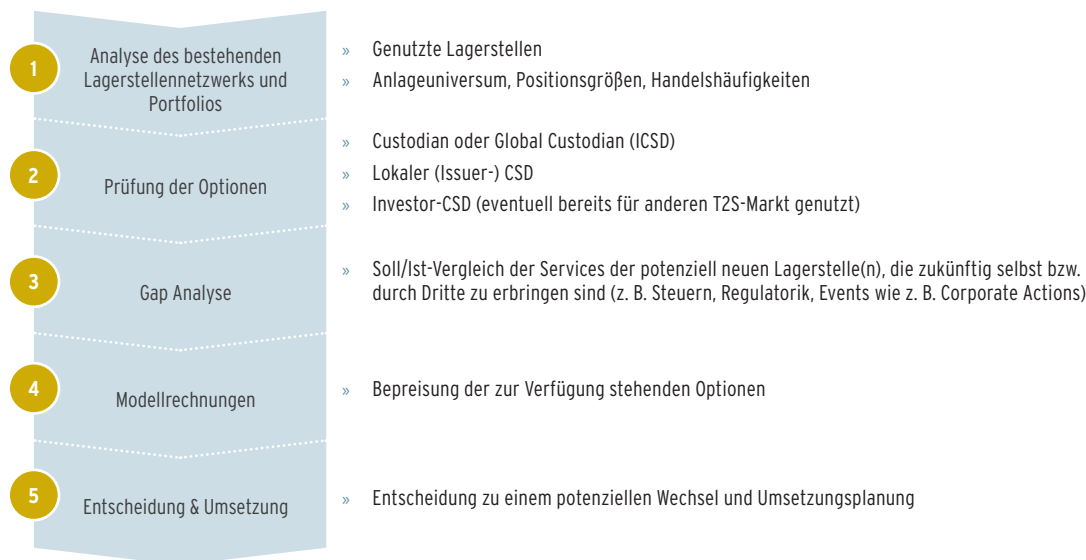 1
Analyse des bestehenden
Lagerstellennetzwerks und
Portfolios
» Genutzte Lagerstellen
» Anlageuniversum, Positionsgrößen, Handelshäufigkeiten
2
Prüfung der Optionen
» Custodian oder Global Custodian (ICSD)
» Lokaler (Issuer-) CSD
» Investor-CSD (eventuell bereits für anderen T2S-Markt genutzt)
3
Gap Analyse
» Soll/Ist-Vergleich der Services der potenziell neuen Lagerstelle(n), die zukünftig selbst bzw.
durch Dritte zu erbringen sind (z. B. Steuern, Regulatorik, Events wie z. B. Corporate Actions)
4
Modellrechnungen
» Bepreisung der zur Verfügung stehenden Optionen
5
Entscheidung & Umsetzung
» Entscheidung zu einem potenziellen Wechsel und Umsetzungsplanung